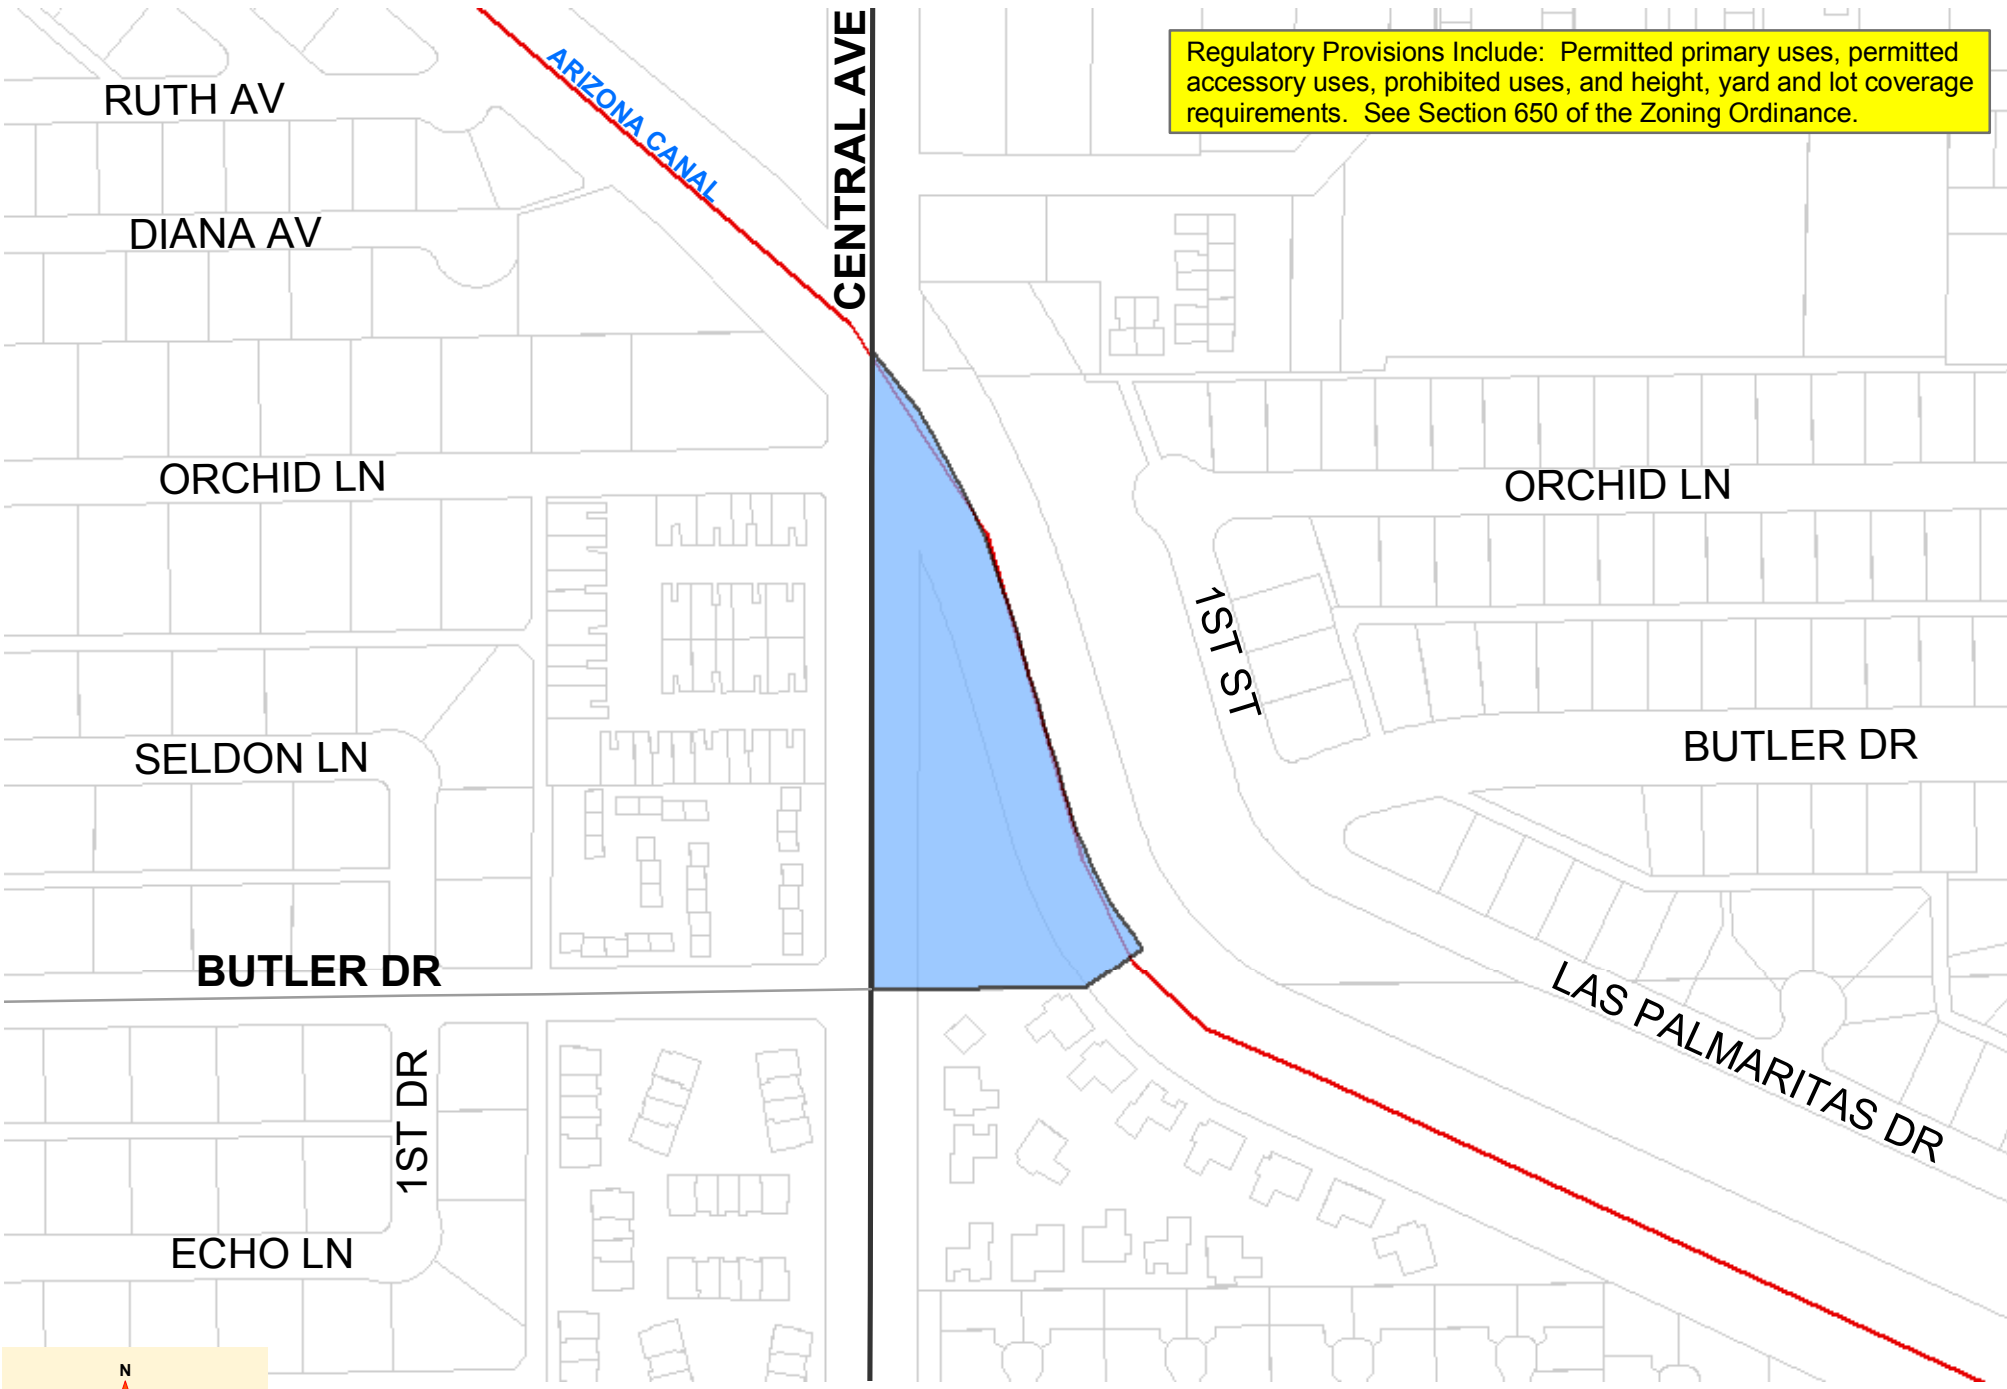 CENTRAL AVE
ARIZONA CANAL
Regulatory Provisions Include:  Permitted primary uses, permitted
accessory uses, prohibited uses, and height, yard and lot coverage
requirements.  See Section 650 of the Zoning Ordinance.
RUTH AV
DIANA AV
ORCHID LN
ORCHID LN
1ST ST
SELDON LN
BUTLER DR
BUTLER DR
LAS PALMARITAS DR
1ST DR
ECHO LN
N